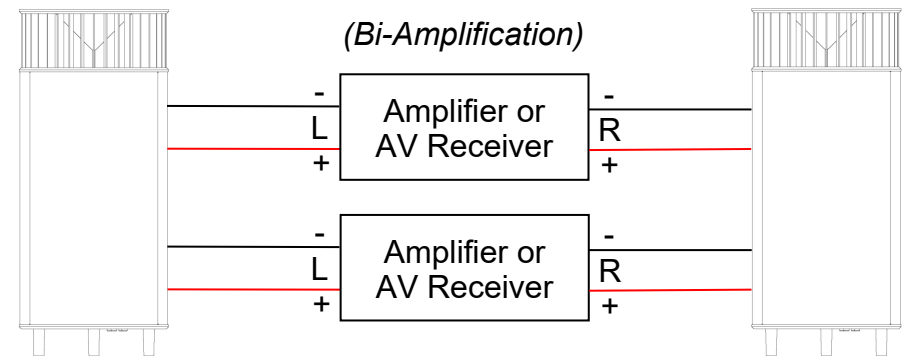 (Bi-Amplification)
- -
L Amplifier or R
AV Receiver
+ +
- -
L Amplifier or R
AV Receiver
+ +